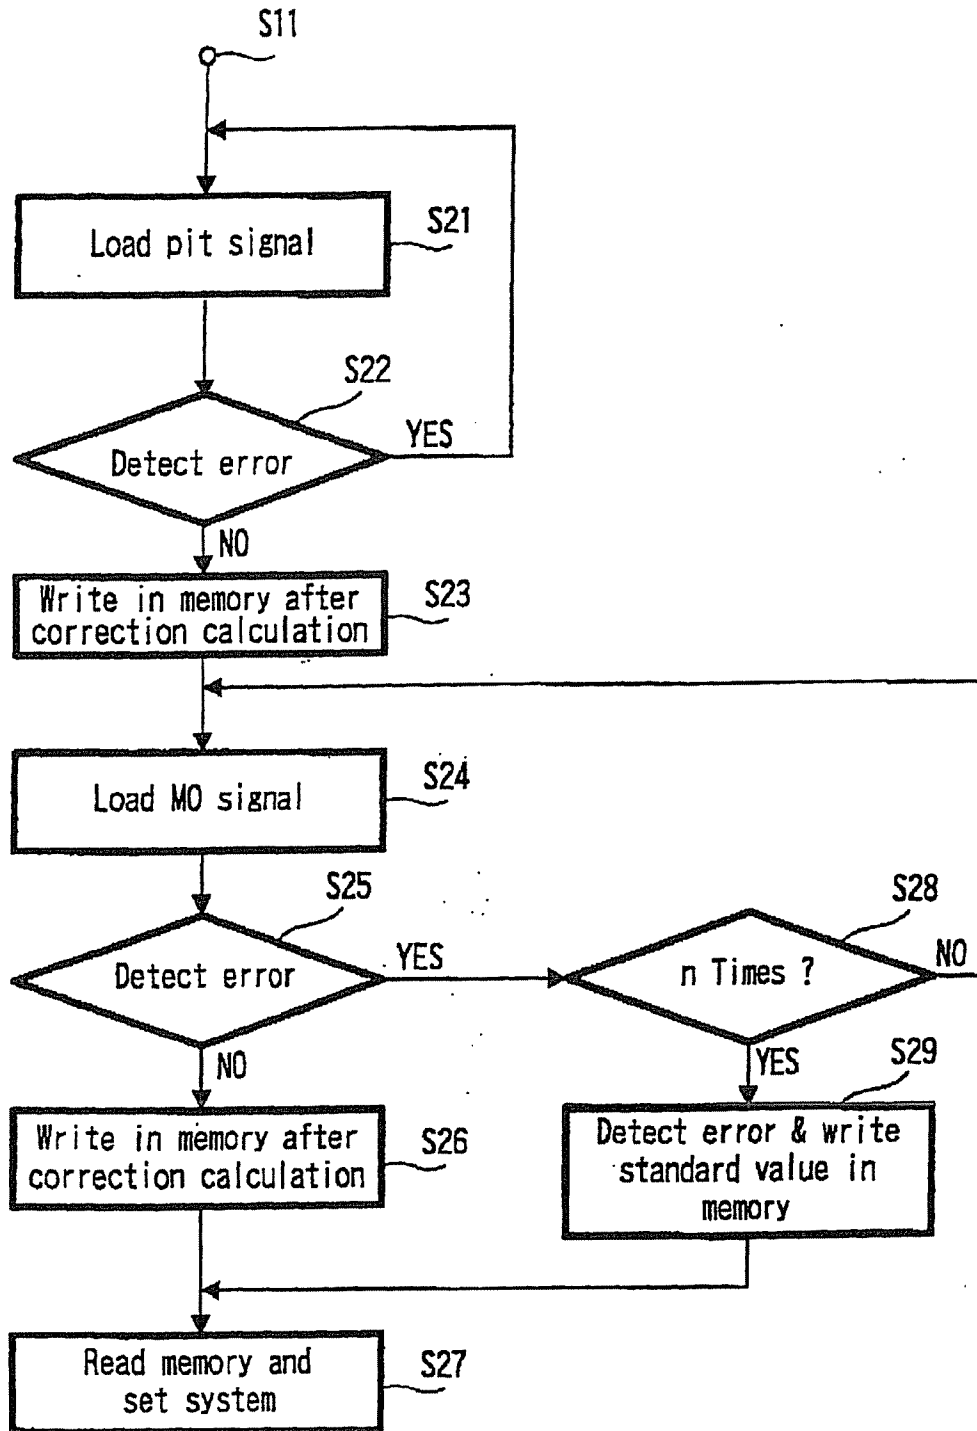 S11
Load pit signal
S21
S22
Detect error
YES
NO
Write in memory after
correction calculation
S23
Load MO signal
S24
S25
Detect error
YES
S28
n Times ?
NO
NO
YES
S29
Write in memory after
correction calculation
S26
Detect error & write
standard value in
memory
Read memory and
set system
S27